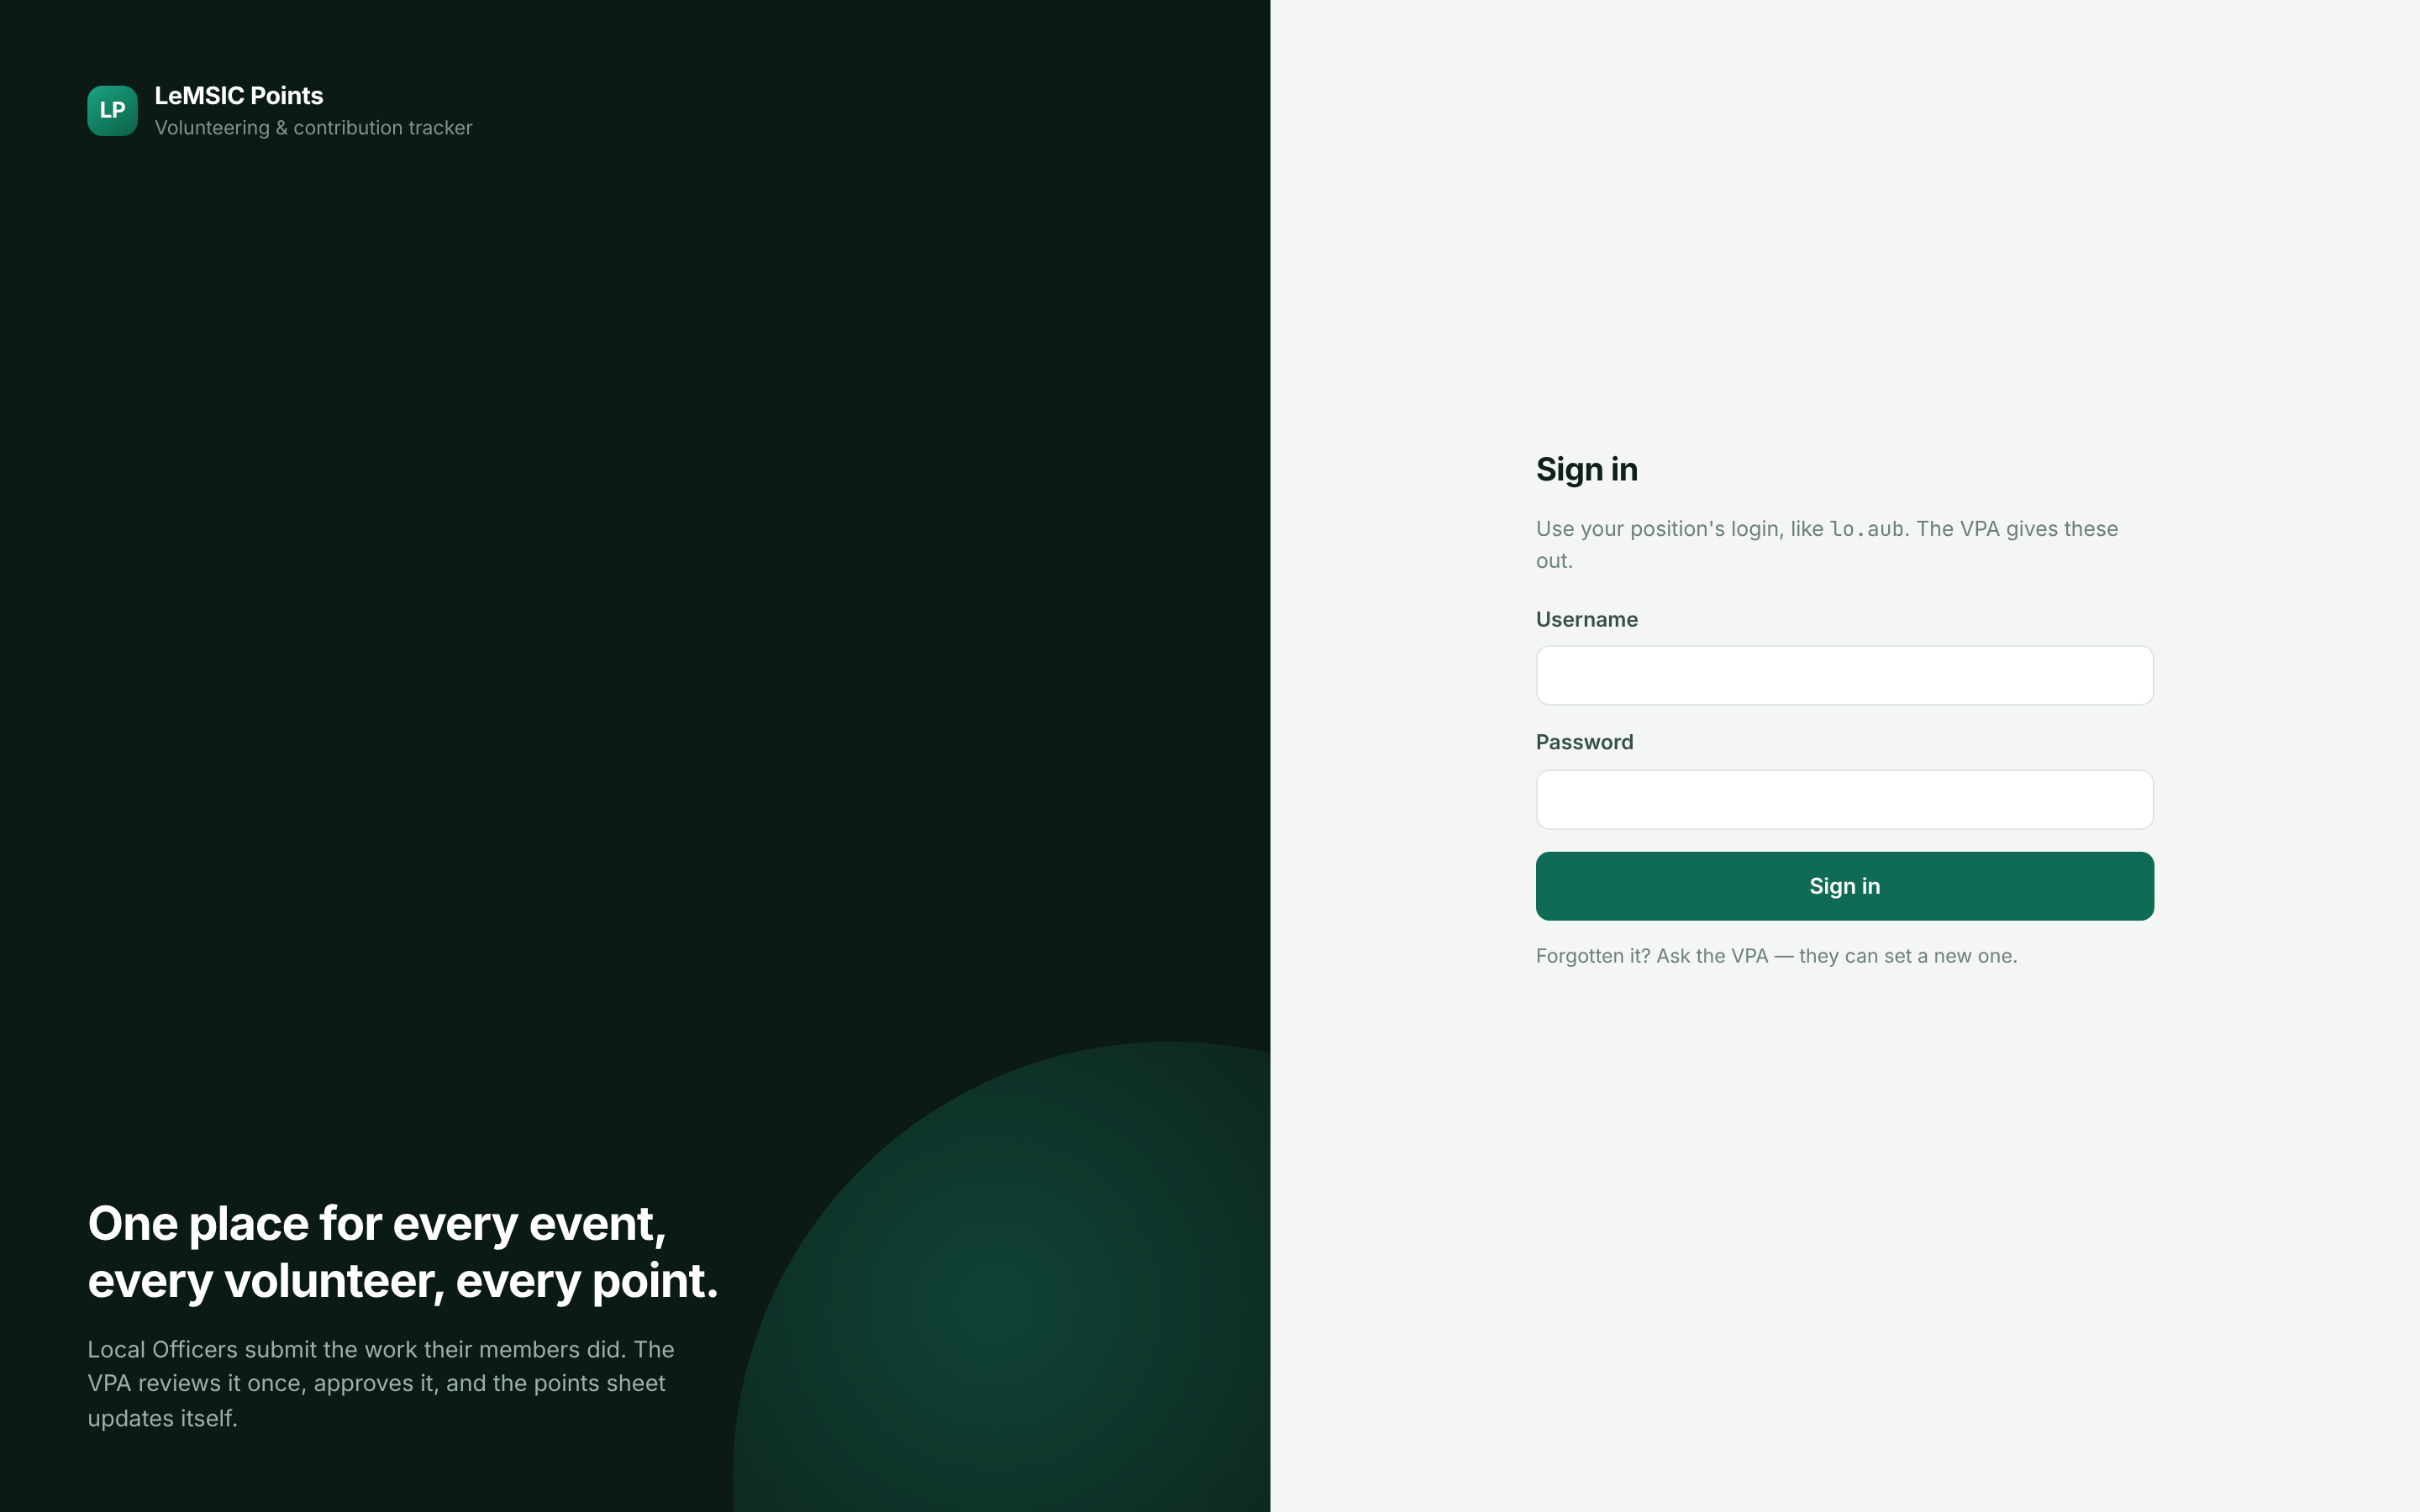 LP
LeMSIC Points
Volunteering & contribution tracker
One place for every event,
every volunteer, every point.
Local Officers submit the work their members did. The
VPA reviews it once, approves it, and the points sheet
updates itself.
Sign in
Use your position's login, like lo.aub. The VPA gives these
out.
Username
Password
Sign in
Forgotten it? Ask the VPA — they can set a new one.